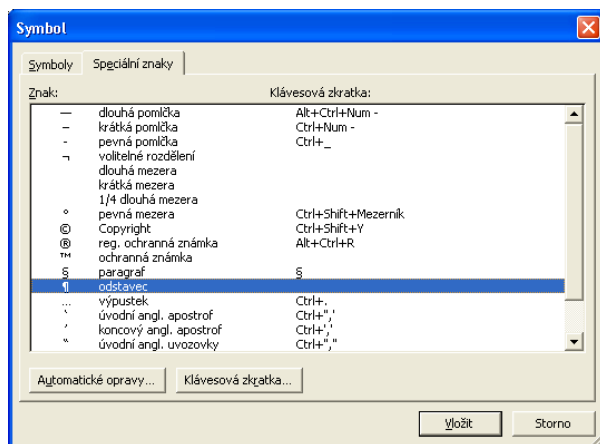 Symbol
Symboly Speciální znaky
Znak: Klávesová zkratka:
— dlouhá pomlčka Alt+Ctrl+Num -
– krátká pomlčka Ctrl+Num -
- pevná pomlčka Ctrl+_
¬ volitelné rozdělení
dlouhá mezera
krátká mezera
1/4 dlouhá mezera
° pevná mezera Ctrl+Shift+Mezerník
© Copyright Ctrl+Shift+Y
® reg. ochranná známka Alt+Ctrl+R
™ ochranná známka
§ paragraf §
¶ odstavec
… výpustek Ctrl+.
‛ úvodní angl. apostrof Ctrl+",'
′ koncový angl. apostrof Ctrl+','
‟ úvodní angl. uvozovky Ctrl+","
Automatické opravy... Klávesová zkratka...
Vložit Storno